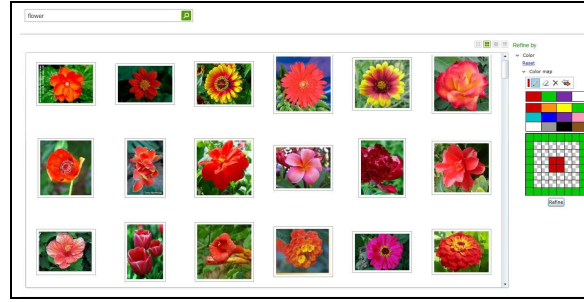 flower
Refine by
Color
Reset
Color map
Refine